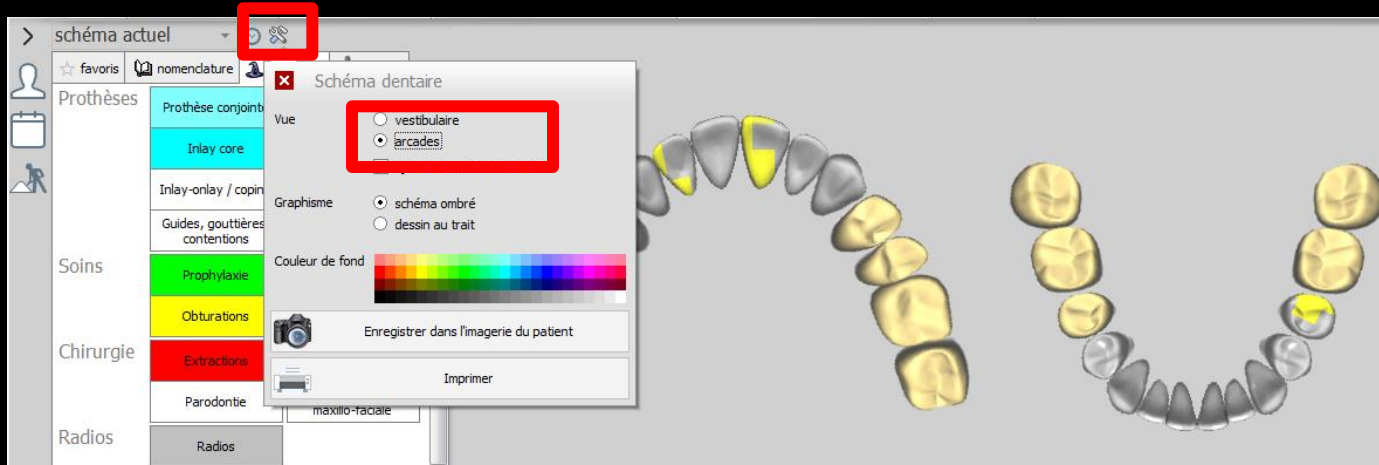 schéma actuel
favoris
nomenclature
Prothèses
Prothèse conjoint
Inlay core
Inlay-onlay / copin
Guides, gouttières
contentions
Soins
Prophylaxie
Obturations
Chirurgie
Extractions
Parodontie
maxillo-faciale
Radios
Radios
Schéma dentaire
Vue
vestibulaire
arcades
Graphisme
schéma ombré
dessin au trait
Couleur de fond
Enregistrer dans l'imagerie du patient
Imprimer